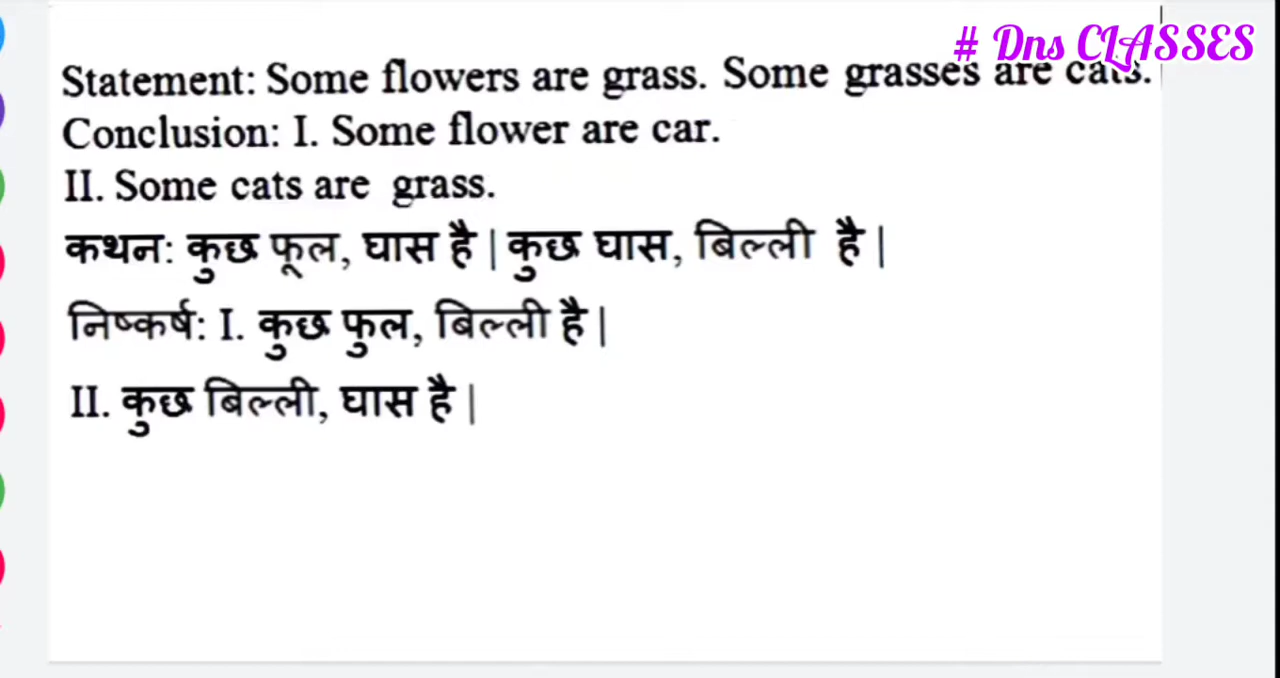 # Dns CLASSES
Statement: Some flowers are grass. Some grasses are cats.
Conclusion: I. Some flower are car.
II. Some cats are grass.
कथन: कुछ फूल, घास है | कुछ घास, बिल्ली है |
निष्कर्ष: I. कुछ फुल, बिल्ली है |
II. कुछ बिल्ली, घास है |